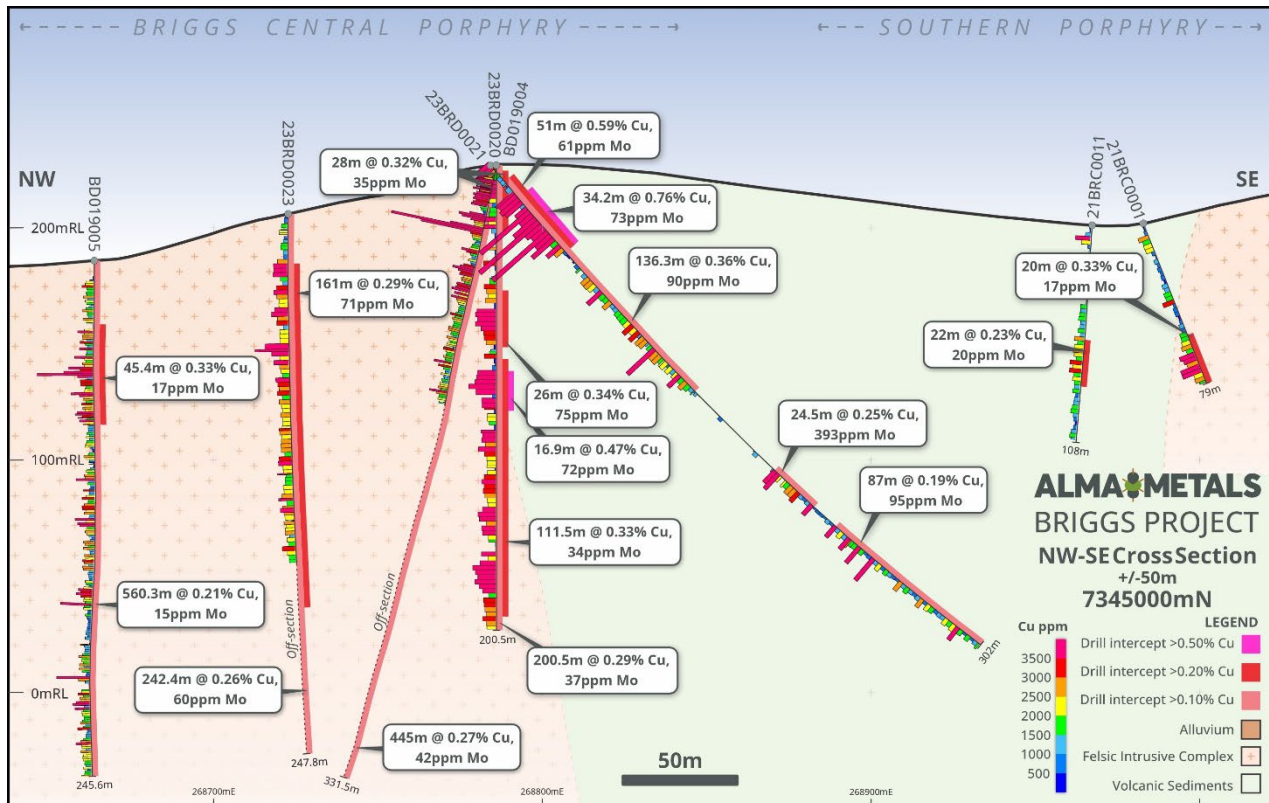 BRIGGS CENTRAL PORPHYRY
SOUTHERN PORPHYRY
NW
SE
BD019005
23BRD0023
23BRD0021
23BRD0020
BD019004
21BRC0011
21BRC0001
200mRL
100mRL
0mRL
51m @ 0.59% Cu,
61ppm Mo
28m @ 0.32% Cu,
35ppm Mo
34.2m @ 0.76% Cu,
73ppm Mo
136.3m @ 0.36% Cu,
90ppm Mo
161m @ 0.29% Cu,
71ppm Mo
20m @ 0.33% Cu,
17ppm Mo
22m @ 0.23% Cu,
20ppm Mo
45.4m @ 0.33% Cu,
17ppm Mo
26m @ 0.34% Cu,
75ppm Mo
16.9m @ 0.47% Cu,
72ppm Mo
24.5m @ 0.25% Cu,
393ppm Mo
87m @ 0.19% Cu,
95ppm Mo
111.5m @ 0.33% Cu,
34ppm Mo
560.3m @ 0.21% Cu,
15ppm Mo
200.5m @ 0.29% Cu,
37ppm Mo
242.4m @ 0.26% Cu,
60ppm Mo
445m @ 0.27% Cu,
42ppm Mo
Off-section
Off-section
79m
108m
200.5m
302m
247.8m
331.5m
245.6m
268700mE
268800mE
268900mE
50m
ALMA METALS
BRIGGS PROJECT
NW-SE Cross Section
+/-50m
7345000mN
Cu ppm
3500
3000
2500
2000
1500
1000
500
LEGEND
Drill intercept >0.50% Cu
Drill intercept >0.20% Cu
Drill intercept >0.10% Cu
Alluvium
Felsic Intrusive Complex
Volcanic Sediments